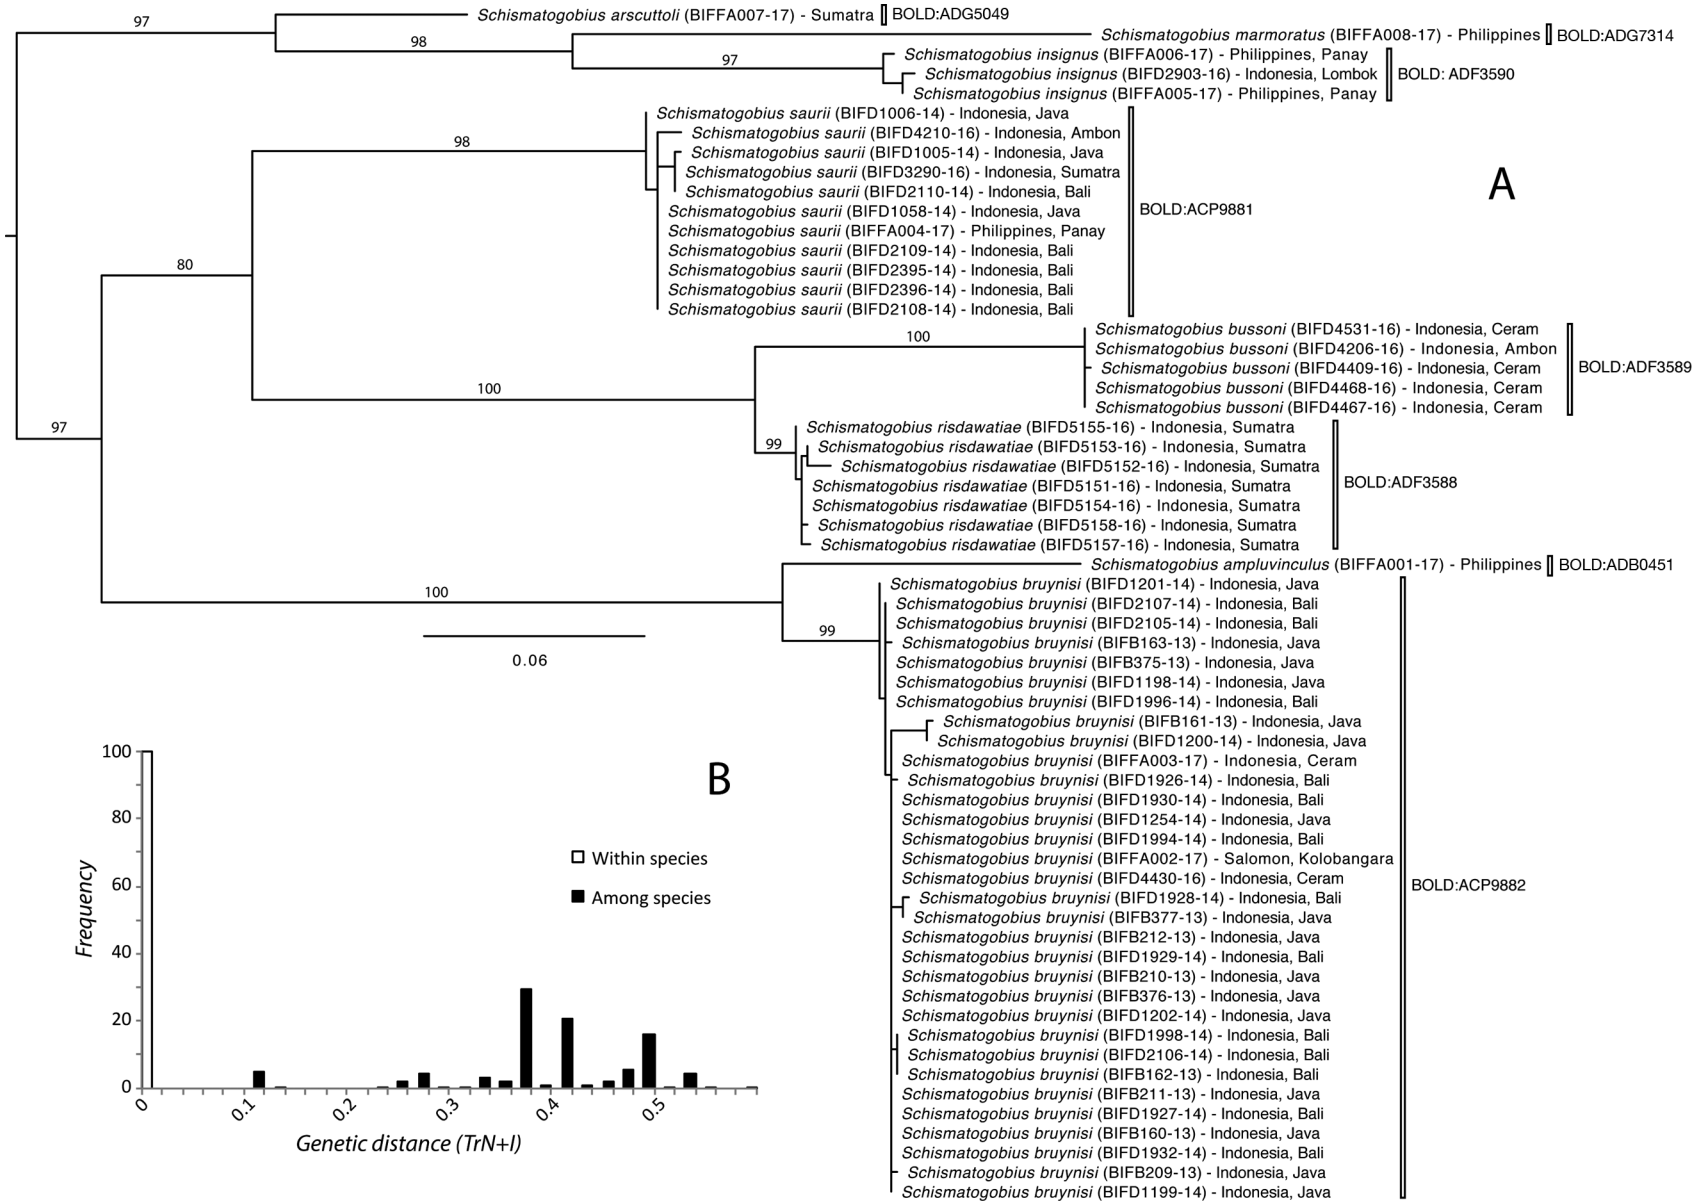 97
Schismatogobius arscuttoli (BIFFA007-17) - Sumatra BOLD:ADG5049
98
Schismatogobius marmoratus (BIFFA008-17) - Philippines BOLD:ADG7314
97
Schismatogobius insignus (BIFFA006-17) - Philippines, Panay
Schismatogobius insignus (BIFD2903-16) - Indonesia, Lombok BOLD: ADF3590
Schismatogobius insignus (BIFFA005-17) - Philippines, Panay
Schismatogobius saurii (BIFD1006-14) - Indonesia, Java
Schismatogobius saurii (BIFD4210-16) - Indonesia, Ambon
98
Schismatogobius saurii (BIFD1005-14) - Indonesia, Java
Schismatogobius saurii (BIFD3290-16) - Indonesia, Sumatra
A
Schismatogobius saurii (BIFD2110-14) - Indonesia, Bali
Schismatogobius saurii (BIFD1058-14) - Indonesia, Java
BOLD:ACP9881
Schismatogobius saurii (BIFFA004-17) - Philippines, Panay
Schismatogobius saurii (BIFD2109-14) - Indonesia, Bali
80
Schismatogobius saurii (BIFD2395-14) - Indonesia, Bali
Schismatogobius saurii (BIFD2396-14) - Indonesia, Bali
Schismatogobius saurii (BIFD2108-14) - Indonesia, Bali
100
Schismatogobius bussoni (BIFD4531-16) - Indonesia, Ceram
Schismatogobius bussoni (BIFD4206-16) - Indonesia, Ambon
Schismatogobius bussoni (BIFD4409-16) - Indonesia, Ceram BOLD:ADF3589
Schismatogobius bussoni (BIFD4468-16) - Indonesia, Ceram
Schismatogobius bussoni (BIFD4467-16) - Indonesia, Ceram
100
97
99
Schismatogobius risdawatiae (BIFD5155-16) - Indonesia, Sumatra
Schismatogobius risdawatiae (BIFD5153-16) - Indonesia, Sumatra
Schismatogobius risdawatiae (BIFD5152-16) - Indonesia, Sumatra
Schismatogobius risdawatiae (BIFD5151-16) - Indonesia, Sumatra BOLD:ADF3588
Schismatogobius risdawatiae (BIFD5154-16) - Indonesia, Sumatra
Schismatogobius risdawatiae (BIFD5158-16) - Indonesia, Sumatra
Schismatogobius risdawatiae (BIFD5157-16) - Indonesia, Sumatra
Schismatogobius ampluvinculus (BIFFA001-17) - Philippines BOLD:ADB0451
100
99
Schismatogobius bruynisi (BIFD1201-14) - Indonesia, Java
Schismatogobius bruynisi (BIFD2107-14) - Indonesia, Bali
Schismatogobius bruynisi (BIFD2105-14) - Indonesia, Bali
Schismatogobius bruynisi (BIFB163-13) - Indonesia, Java
Schismatogobius bruynisi (BIFB375-13) - Indonesia, Java
Schismatogobius bruynisi (BIFD1198-14) - Indonesia, Java
Schismatogobius bruynisi (BIFD1996-14) - Indonesia, Bali
Schismatogobius bruynisi (BIFB161-13) - Indonesia, Java
Schismatogobius bruynisi (BIFD1200-14) - Indonesia, Java
Schismatogobius bruynisi (BIFFA003-17) - Indonesia, Ceram
Schismatogobius bruynisi (BIFD1926-14) - Indonesia, Bali
Schismatogobius bruynisi (BIFD1930-14) - Indonesia, Bali
Schismatogobius bruynisi (BIFD1254-14) - Indonesia, Java
Schismatogobius bruynisi (BIFD1994-14) - Indonesia, Bali
Schismatogobius bruynisi (BIFFA002-17) - Salomon, Kolobangara
Schismatogobius bruynisi (BIFD4430-16) - Indonesia, Ceram
BOLD:ACP9882
Schismatogobius bruynisi (BIFD1928-14) - Indonesia, Bali
Schismatogobius bruynisi (BIFB377-13) - Indonesia, Java
Schismatogobius bruynisi (BIFB212-13) - Indonesia, Java
Schismatogobius bruynisi (BIFD1929-14) - Indonesia, Bali
Schismatogobius bruynisi (BIFB210-13) - Indonesia, Java
Schismatogobius bruynisi (BIFB376-13) - Indonesia, Java
Schismatogobius bruynisi (BIFD1202-14) - Indonesia, Java
Schismatogobius bruynisi (BIFD1998-14) - Indonesia, Bali
Schismatogobius bruynisi (BIFD2106-14) - Indonesia, Bali
Schismatogobius bruynisi (BIFB162-13) - Indonesia, Bali
Schismatogobius bruynisi (BIFB211-13) - Indonesia, Java
Schismatogobius bruynisi (BIFD1927-14) - Indonesia, Bali
Schismatogobius bruynisi (BIFB160-13) - Indonesia, Java
Schismatogobius bruynisi (BIFD1932-14) - Indonesia, Bali
Schismatogobius bruynisi (BIFB209-13) - Indonesia, Java
Schismatogobius bruynisi (BIFD1199-14) - Indonesia, Java
0.06
B
100
80
60
40
20
0
Frequency
Within species
Among species
0 0.1 0.2 0.3 0.4 0.5
Genetic distance (TrN+I)